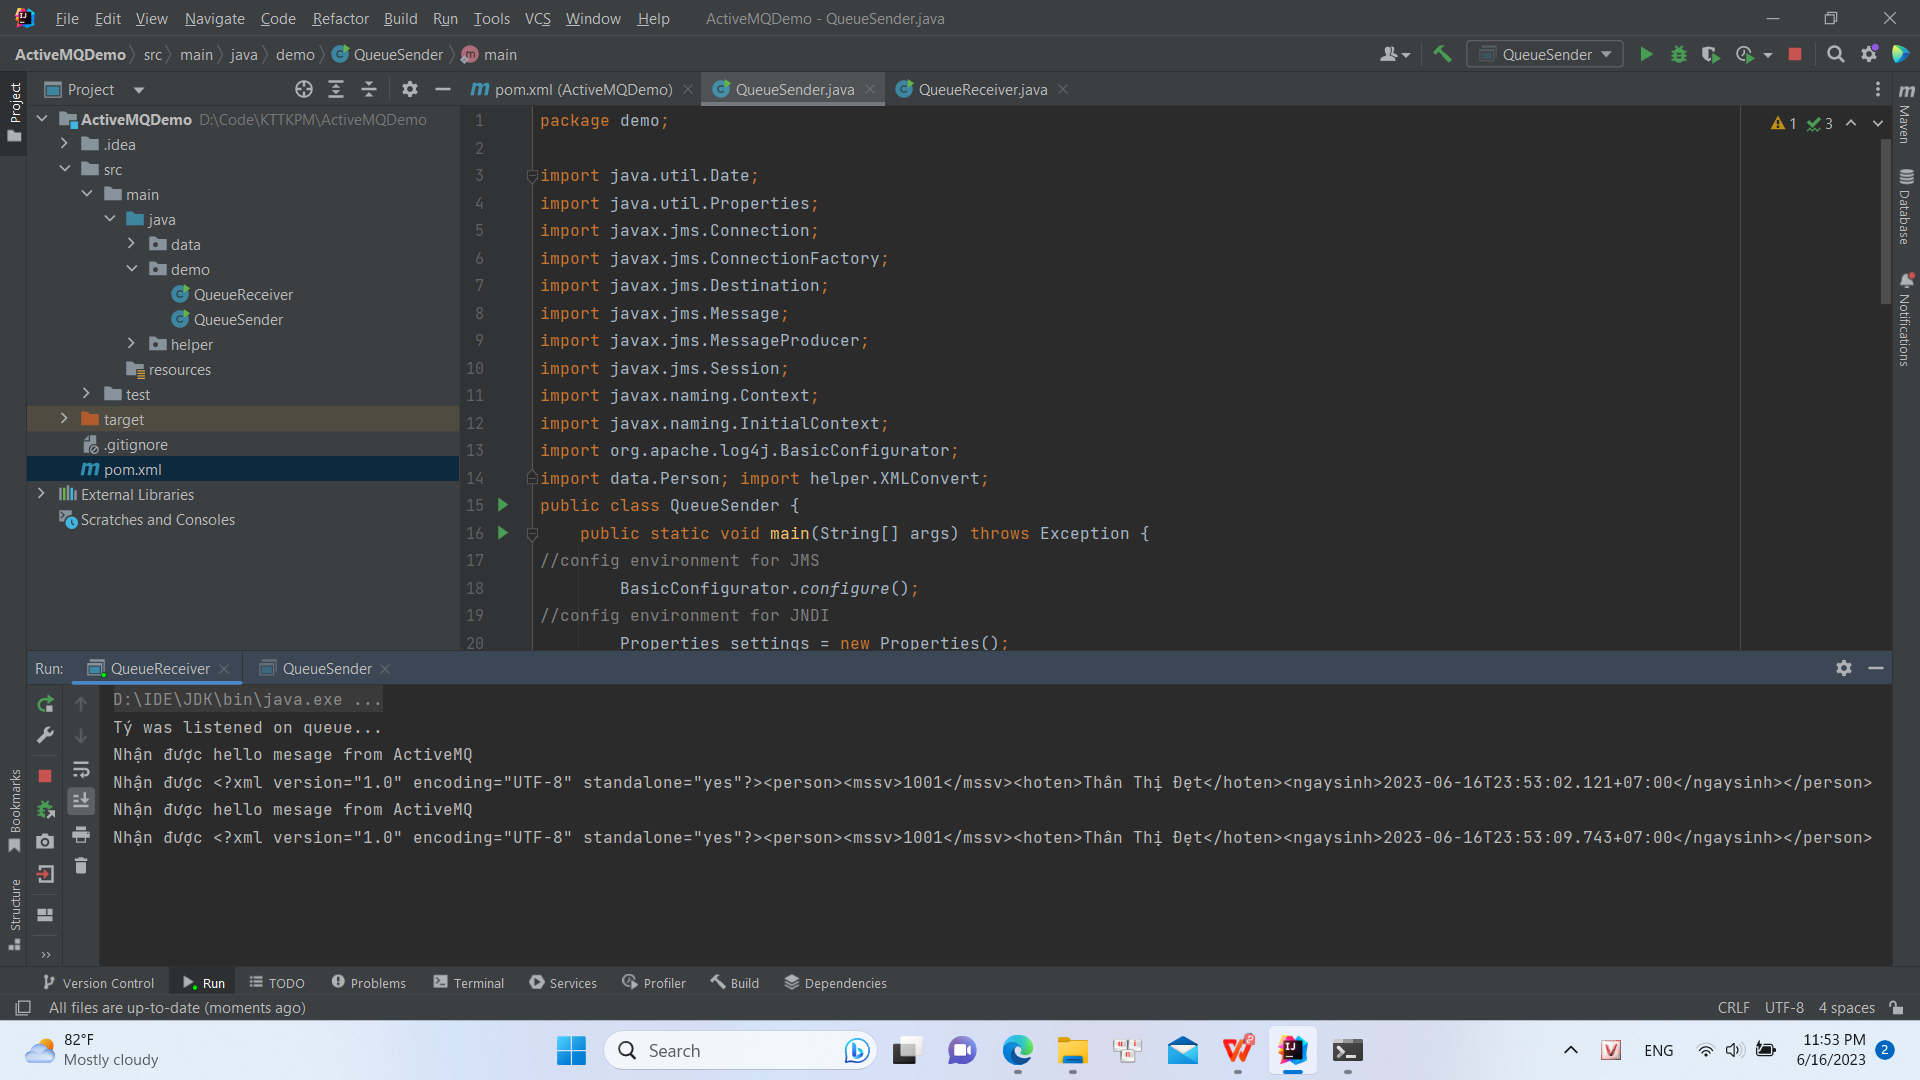 File Edit View Navigate Code Refactor Build Run Tools VCS Window Help ActiveMQDemo - QueueSender.java
ActiveMQDemo src main java demo QueueSender main QueueSender
Project
pom.xml (ActiveMQDemo) QueueSender.java QueueReceiver.java
ActiveMQDemo D:\Code\KTTKPM\ActiveMQDemo
.idea
src
main
java
data
demo
QueueReceiver
QueueSender
helper
resources
test
target
.gitignore
pom.xml
External Libraries
Scratches and Consoles
1 package demo;
2
3 import java.util.Date;
4 import java.util.Properties;
5 import javax.jms.Connection;
6 import javax.jms.ConnectionFactory;
7 import javax.jms.Destination;
8 import javax.jms.Message;
9 import javax.jms.MessageProducer;
10 import javax.jms.Session;
11 import javax.naming.Context;
12 import javax.naming.InitialContext;
13 import org.apache.log4j.BasicConfigurator;
14 import data.Person; import helper.XMLConvert;
15 public class QueueSender {
16 public static void main(String[] args) throws Exception {
17 //config environment for JMS
18 BasicConfigurator.configure();
19 //config environment for JNDI
20 Properties settings = new Properties();
1 3
Project
Bookmarks
Structure
Maven
Database
Notifications
Run: QueueReceiver QueueSender
D:\IDE\JDK\bin\java.exe ...
Tý was listened on queue...
Nhận được hello mesage from ActiveMQ
Nhận được <?xml version="1.0" encoding="UTF-8" standalone="yes"?><person><mssv>1001</mssv><hoten>Thân Thị Đẹt</hoten><ngaysinh>2023-06-16T23:53:02.121+07:00</ngaysinh></person>
Nhận được hello mesage from ActiveMQ
Nhận được <?xml version="1.0" encoding="UTF-8" standalone="yes"?><person><mssv>1001</mssv><hoten>Thân Thị Đẹt</hoten><ngaysinh>2023-06-16T23:53:09.743+07:00</ngaysinh></person>
Version Control Run TODO Problems Terminal Services Profiler Build Dependencies
All files are up-to-date (moments ago) CRLF UTF-8 4 spaces
82°F
Mostly cloudy
Search
ENG
11:53 PM
6/16/2023
2